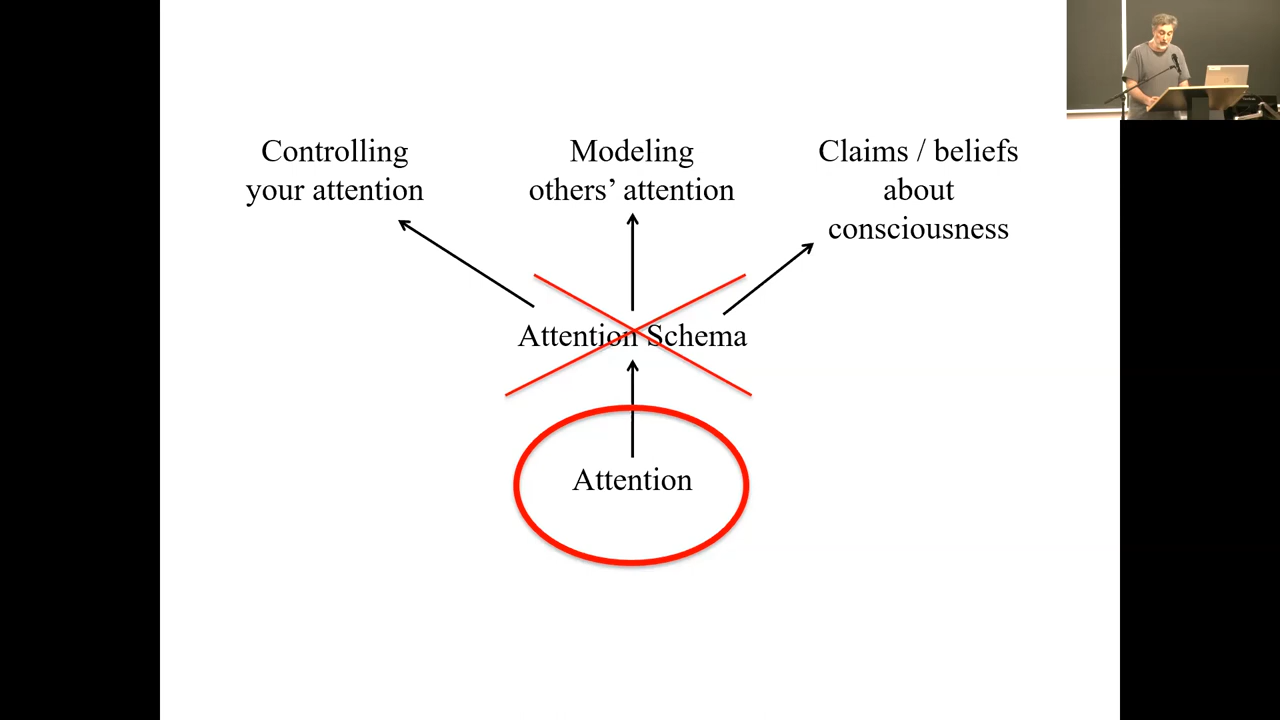 Controlling
your attention
Modeling
others’ attention
Claims / beliefs
about
consciousness
Attention Schema
Attention